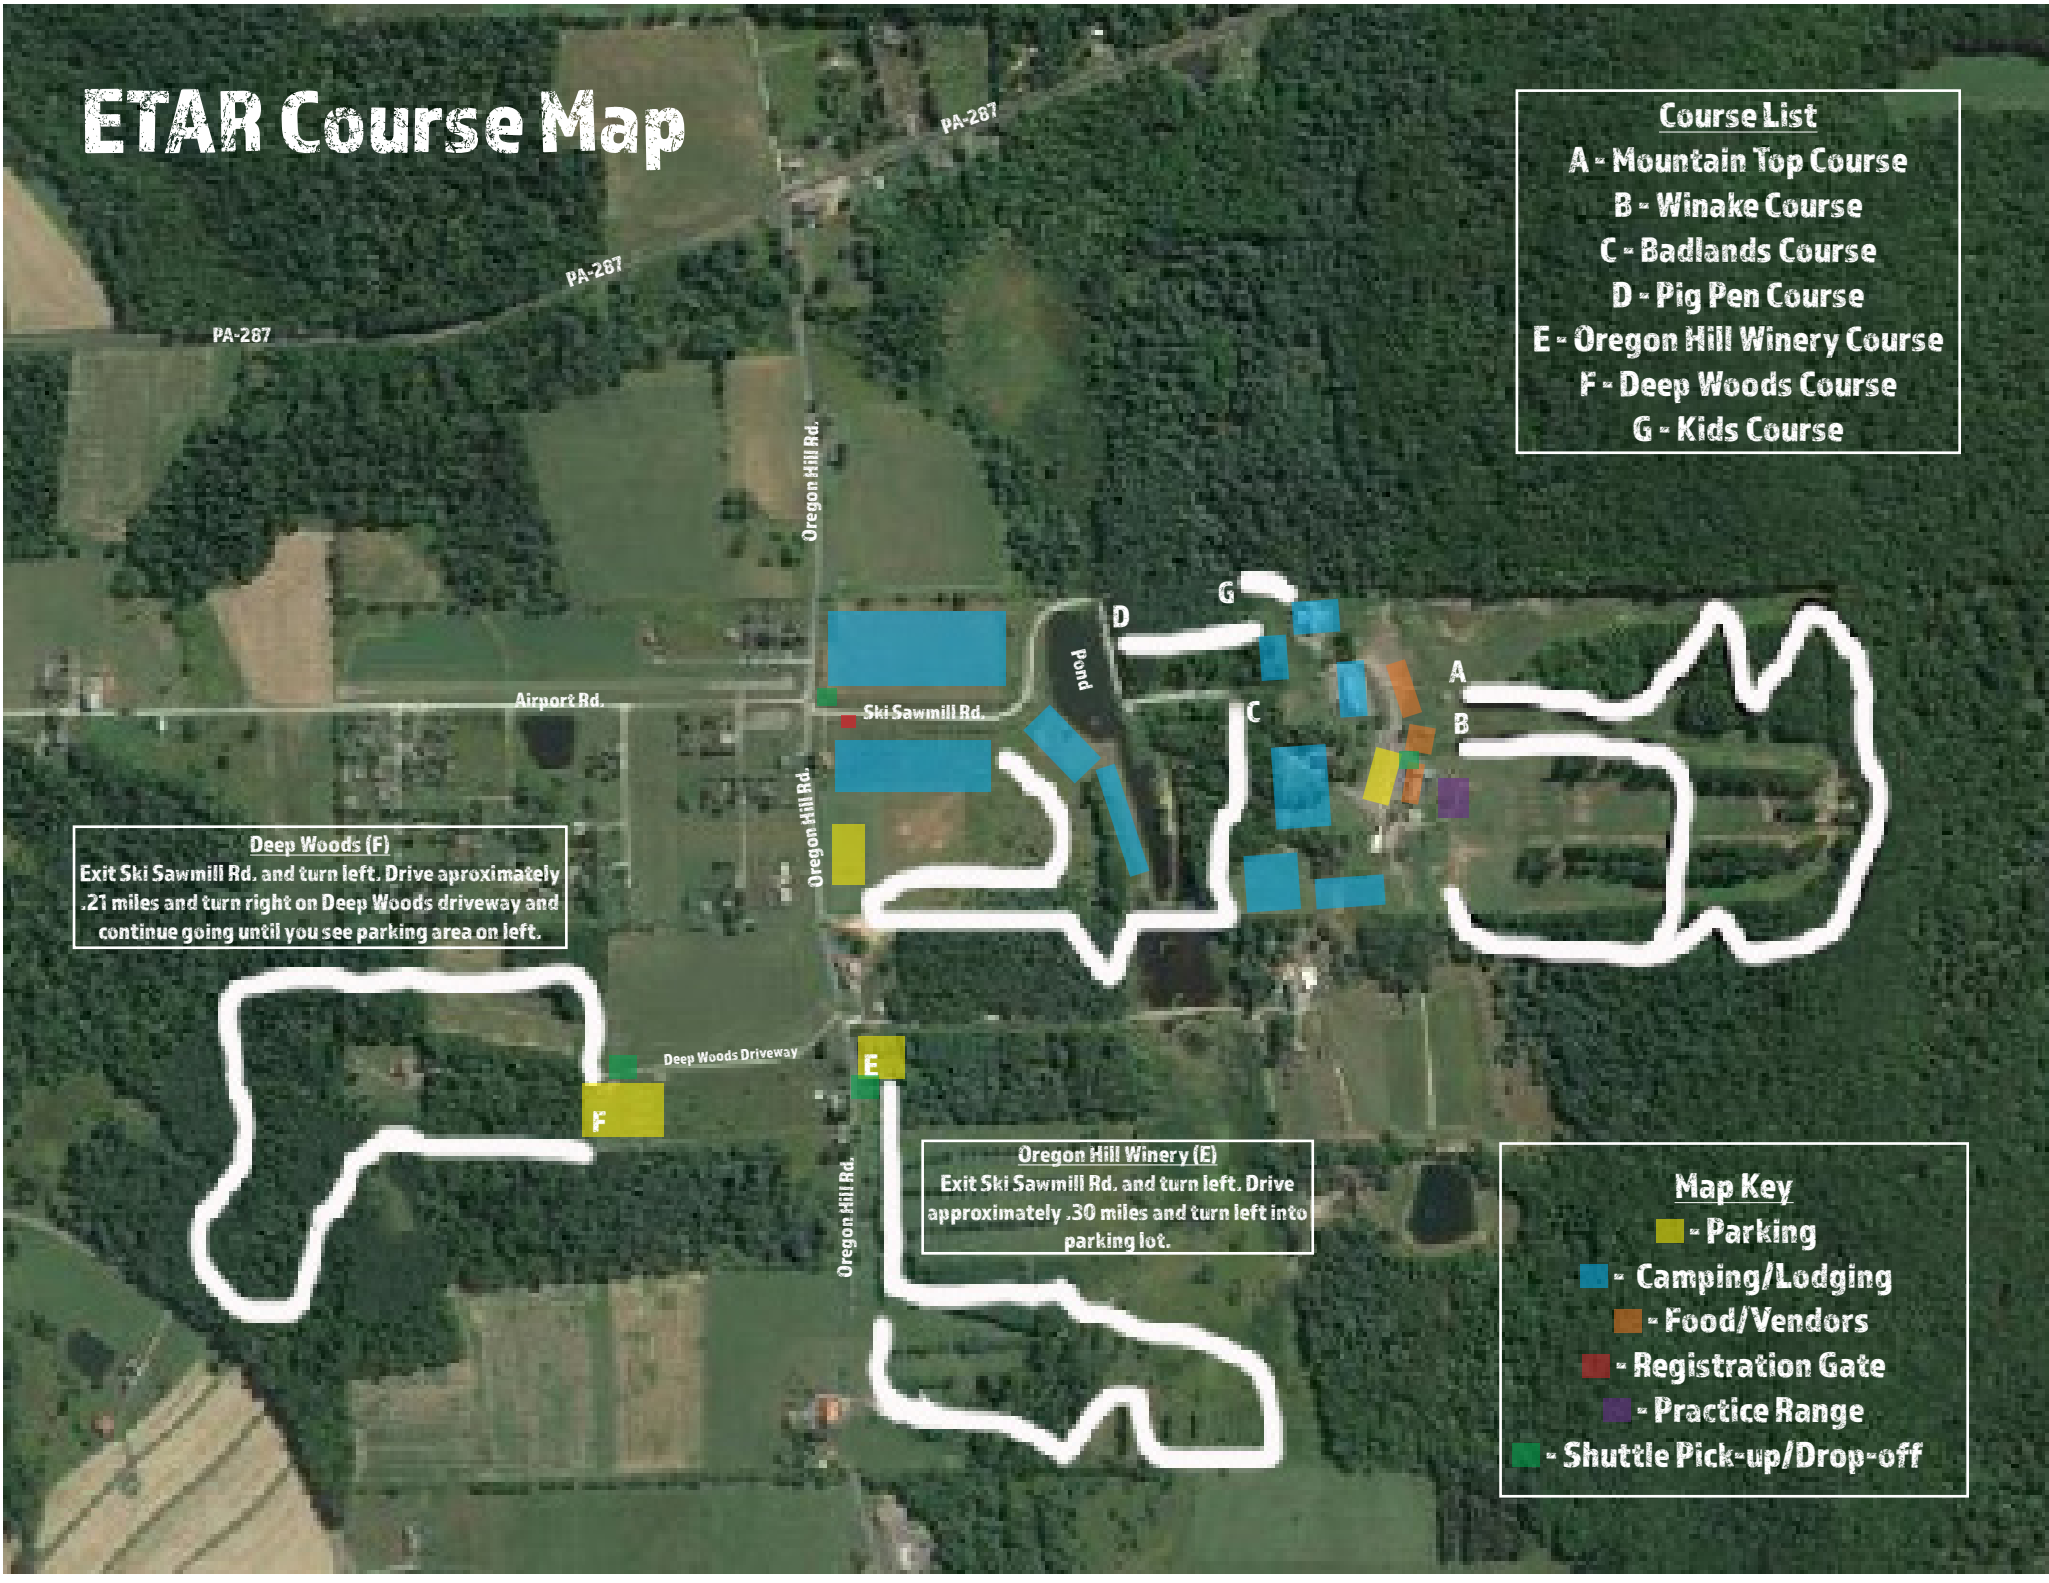 ETAR Course Map
PA-287
PA-287
PA-287
Course List
A - Mountain Top Course
B - Winake Course
C - Badlands Course
D - Pig Pen Course
E - Oregon Hill Winery Course
F - Deep Woods Course
G - Kids Course
Oregon Hill Rd.
G
D
Pond
A
B
C
Airport Rd.
Ski Sawmill Rd.
Oregon Hill Rd.
Deep Woods (F)
Exit Ski Sawmill Rd. and turn left. Drive aproximately
.21 miles and turn right on Deep Woods driveway and
continue going until you see parking area on left.
Deep Woods Driveway
E
F
Oregon Hill Rd.
Oregon Hill Winery (E)
Exit Ski Sawmill Rd. and turn left. Drive
approximately .30 miles and turn left into
parking lot.
Map Key
- Parking
- Camping/Lodging
- Food/Vendors
- Registration Gate
- Practice Range
- Shuttle Pick-up/Drop-off